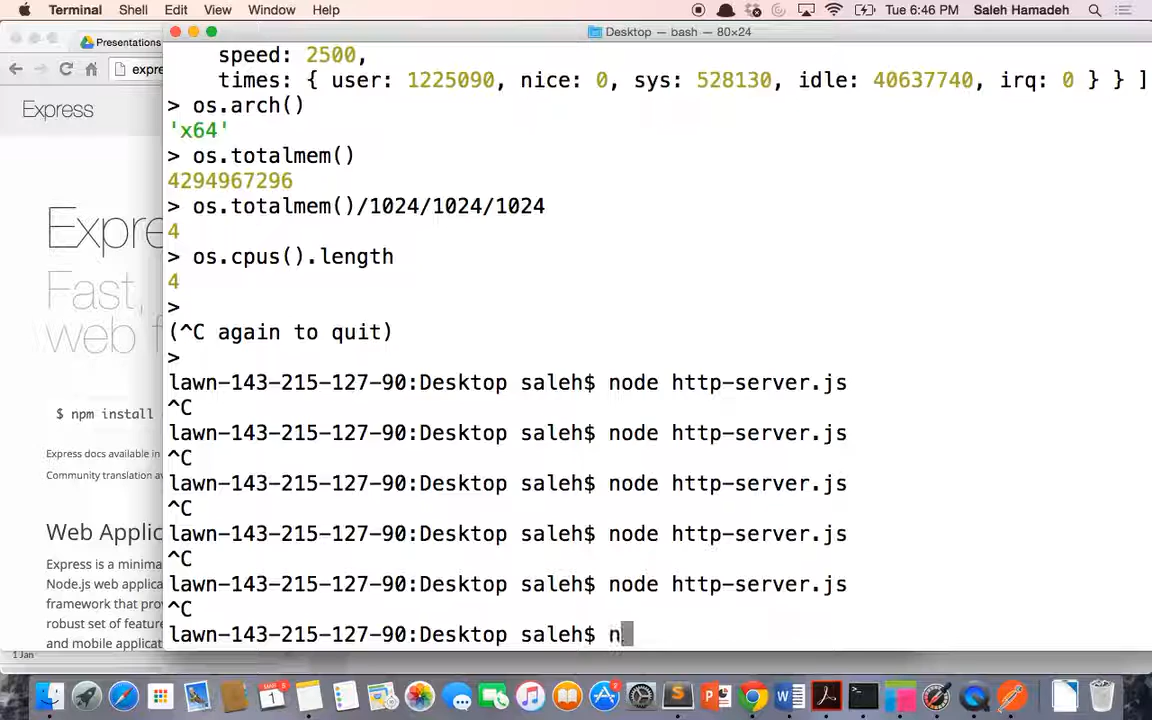 Terminal Shell Edit View Window Help Tue 6:46 PM Saleh Hamadeh
Presentations
Desktop — bash — 80×24
expre
Express
speed: 2500,
times: { user: 1225090, nice: 0, sys: 528130, idle: 40637740, irq: 0 } } ]
> os.arch()
'x64'
> os.totalmem()
4294967296
> os.totalmem()/1024/1024/1024
4
> os.cpus().length
4
>
(^C again to quit)
>
lawn-143-215-127-90:Desktop saleh$ node http-server.js
^C
lawn-143-215-127-90:Desktop saleh$ node http-server.js
^C
lawn-143-215-127-90:Desktop saleh$ node http-server.js
^C
lawn-143-215-127-90:Desktop saleh$ node http-server.js
^C
lawn-143-215-127-90:Desktop saleh$ node http-server.js
^C
lawn-143-215-127-90:Desktop saleh$ n
Expre
Fast,
web f
$ npm install
Express docs available in
Community translation av
Web Applic
Express is a minima
Node.js web applica
framework that prov
robust set of feature
and mobile applicat
1 Jan